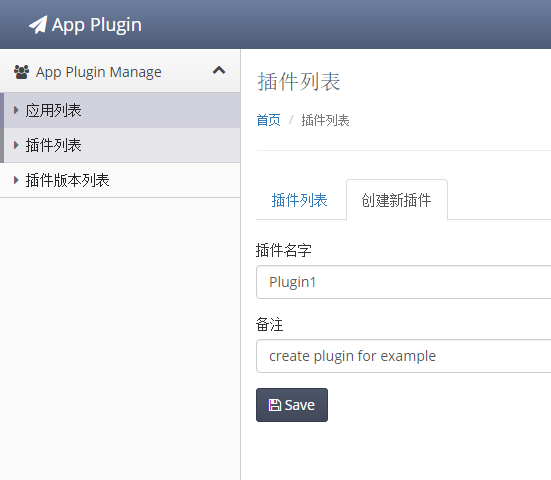 App Plugin
App Plugin Manage
应用列表
插件列表
插件版本列表
插件列表
首页 / 插件列表
插件列表 创建新插件
插件名字
Plugin1
备注
create plugin for example
Save